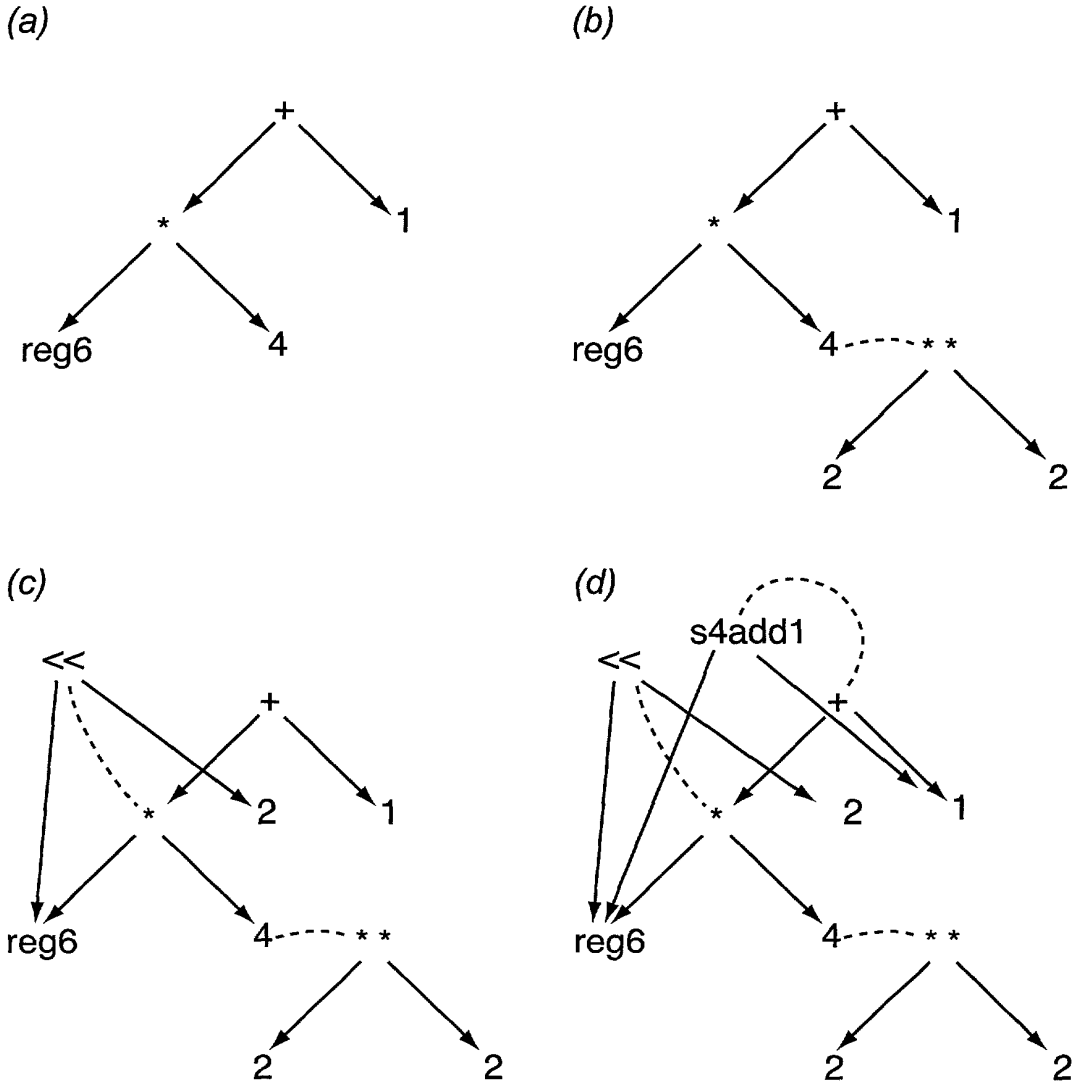 (a)
+
* 1
reg6 4
(b)
+
* 1
reg6 4 **
2 2
(c)
<<
+
* 2 1
reg6 4 **
2 2
(d)
s4add1
<<
+
* 2 1
reg6 4 **
2 2